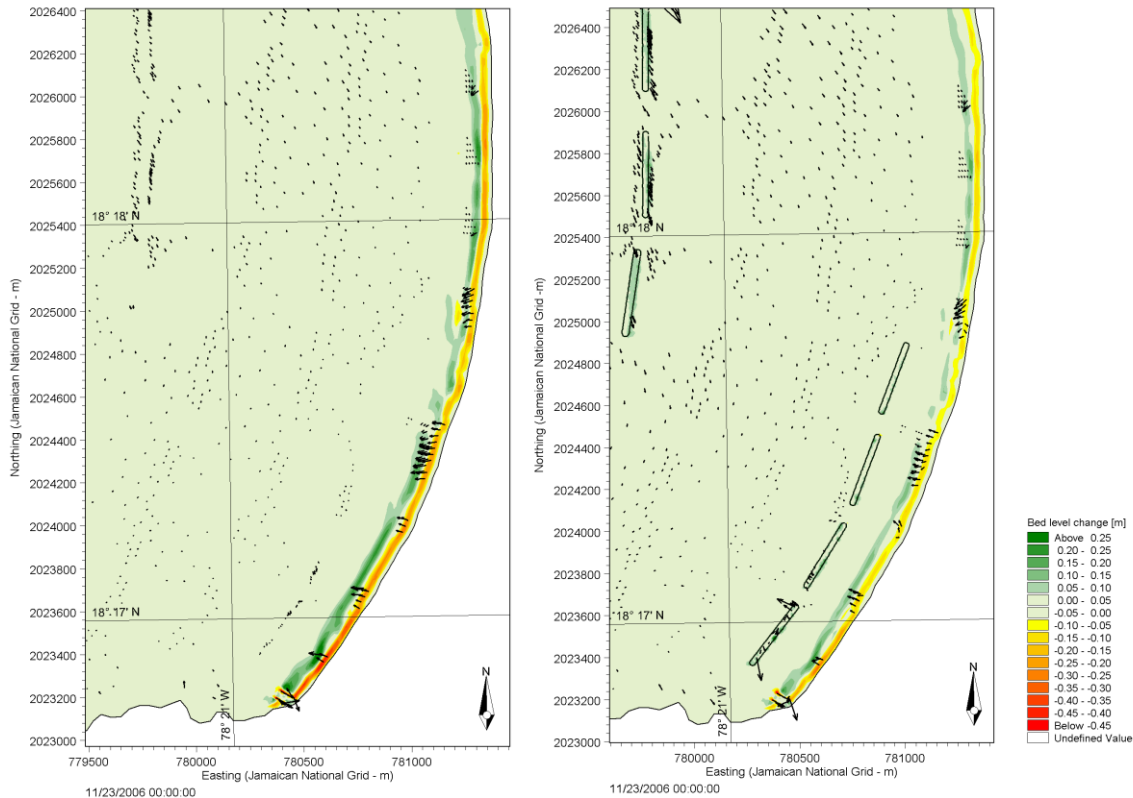 2026400
2026000
2025800
2025600
18° 18' N
2025400
2025200
2025000
2024800
2024600
2024400
2024200
2024000
2023800
2023600
18° 17' N
2023400
2023200
2023000
Northing (Jamaican National Grid - m)
78° 21' W
N
779500 780000 780500 781000
Easting (Jamaican National Grid - m)
11/23/2006 00:00:00
2026400
2026200
2026000
2025800
2025600
18° 18' N
2025400
2025200
2025000
2024800
2024600
2024400
2024200
2024000
2023800
2023600
18° 17' N
2023400
2023200
2023000
Northing (Jamaican National Grid -m)
78° 21' W
N
780000 780500 781000
Easting (Jamaican National Grid - m)
11/23/2006 00:00:00
Bed level change [m]
Above 0.25
0.20 - 0.25
0.15 - 0.20
0.10 - 0.15
0.05 - 0.10
0.00 - 0.05
-0.05 - 0.00
-0.10 - -0.05
-0.15 - -0.10
-0.20 - -0.15
-0.25 - -0.20
-0.30 - -0.25
-0.35 - -0.30
-0.40 - -0.35
-0.45 - -0.40
Below -0.45
Undefined Value